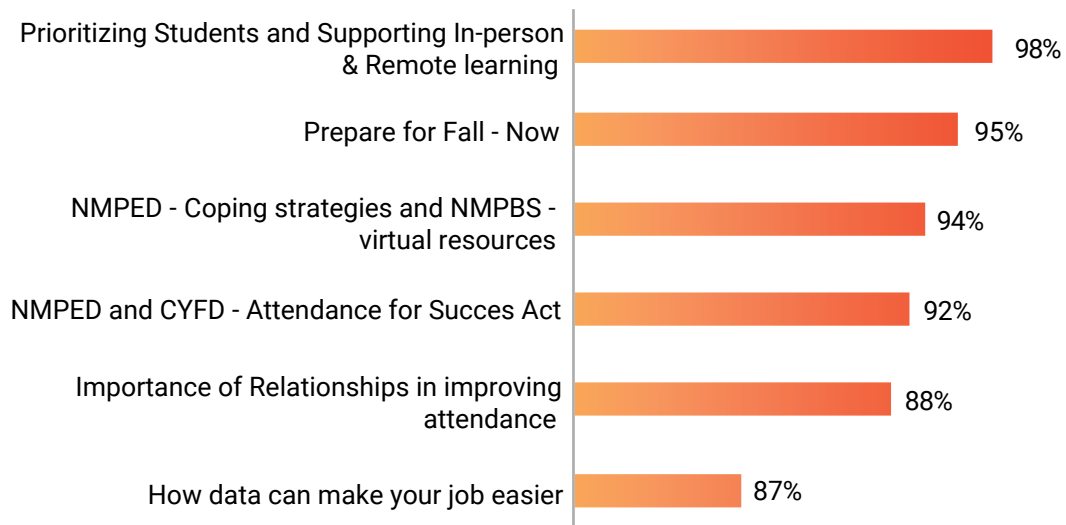 Prioritizing Students and Supporting In-person
& Remote learning
98%
Prepare for Fall - Now
95%
NMPED - Coping strategies and NMPBS -
virtual resources
94%
NMPED and CYFD - Attendance for Succes Act
92%
Importance of Relationships in improving
attendance
88%
How data can make your job easier
87%